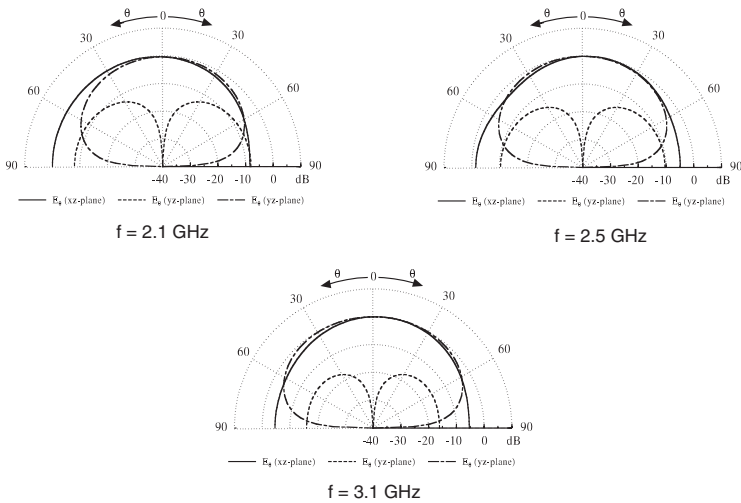 θ 0 θ
30 30
60 60
90 -40 -30 -20 -10 0 dB 90
Eθ (xz-plane) Eθ (yz-plane) Eθ (yz-plane)
f = 2.1 GHz
θ 0 θ
30 30
60 60
90 -40 -30 -20 -10 0 dB 90
Eθ (xz-plane) Eθ (yz-plane) Eθ (yz-plane)
f = 2.5 GHz
θ 0 θ
30 30
60 60
90 -40 -30 -20 -10 0 dB 90
Eθ (xz-plane) Eθ (yz-plane) Eθ (yz-plane)
f = 3.1 GHz